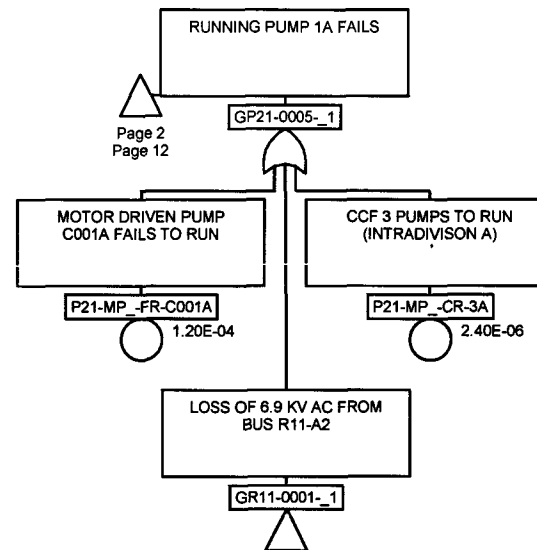 RUNNING PUMP 1A FAILS
Page 2
Page 12
GP21-0005-_1
MOTOR DRIVEN PUMP
C001A FAILS TO RUN
P21-MP_-FR-C001A
1.20E-04
CCF 3 PUMPS TO RUN
(INTRADIVISON A)
P21-MP_-CR-3A
2.40E-06
LOSS OF 6.9 KV AC FROM
BUS R11-A2
GR11-0001-_1